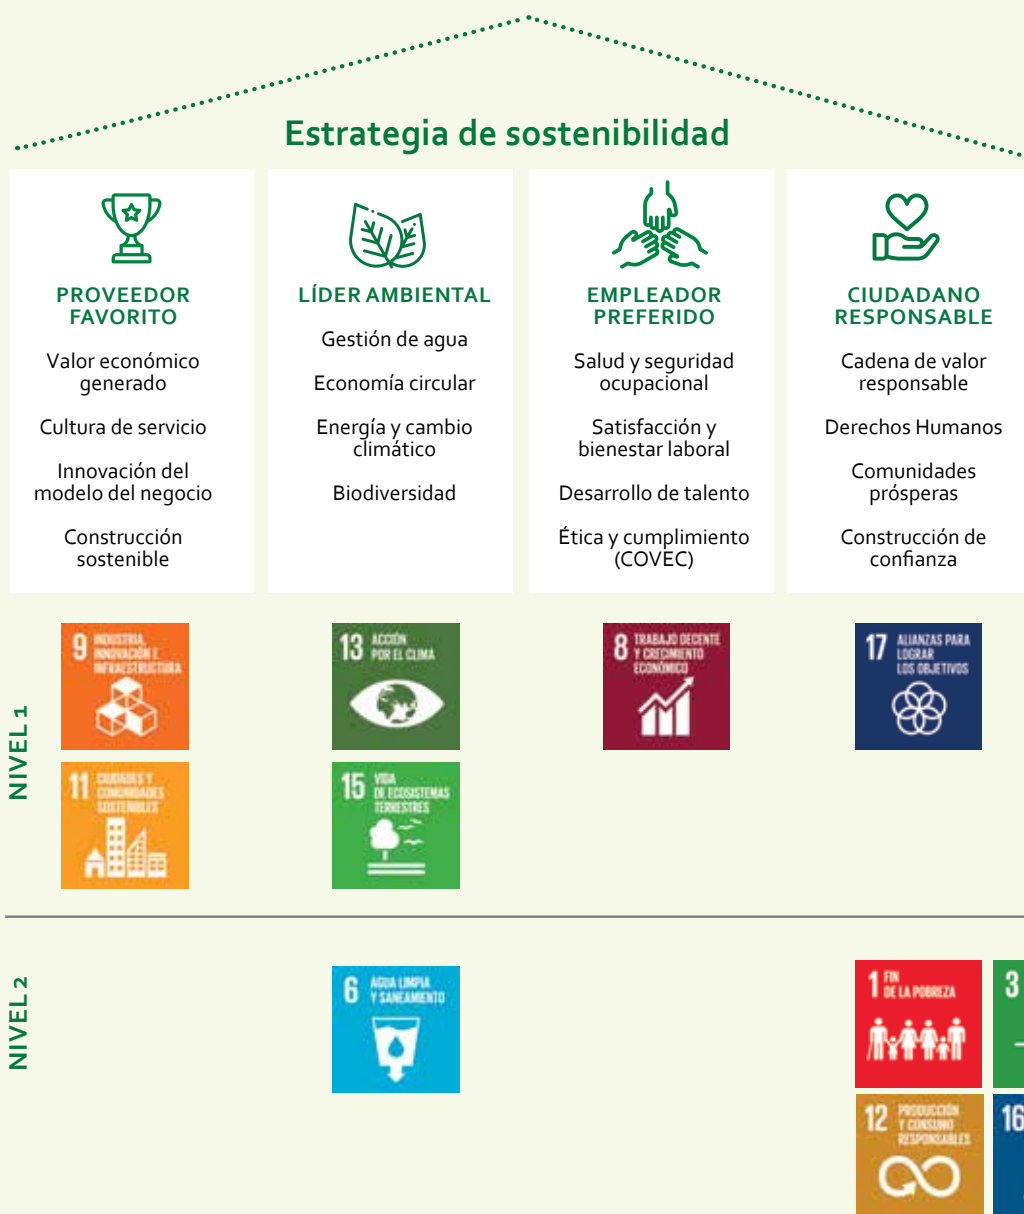 Estrategia de sostenibilidad
PROVEEDOR
FAVORITO
Valor económico
generado
Cultura de servicio
Innovación del
modelo del negocio
Construcción
sostenible
LÍDER AMBIENTAL
Gestión de agua
Economía circular
Energía y cambio
climático
Biodiversidad
EMPLEADOR
PREFERIDO
Salud y seguridad
ocupacional
Satisfacción y
bienestar laboral
Desarrollo de talento
Ética y cumplimiento
(COVEC)
CIUDADANO
RESPONSABLE
Cadena de valor
responsable
Derechos Humanos
Comunidades
prósperas
Construcción de
confianza
NIVEL 1
9 INDUSTRIA,
INNOVACIÓN E
INFRAESTRUCTURA
13 ACCIÓN
POR EL CLIMA
8 TRABAJO DECENTE
Y CRECIMIENTO
ECONÓMICO
17 ALIANZAS PARA
LOGRAR
LOS OBJETIVOS
11 CIUDADES Y
COMUNIDADES
SOSTENIBLES
15 VIDA
DE ECOSISTEMAS
TERRESTRES
NIVEL 2
6 AGUA LIMPIA
Y SANEAMIENTO
1 FIN
DE LA POBREZA
3
12 PRODUCCIÓN
Y CONSUMO
RESPONSABLES
16